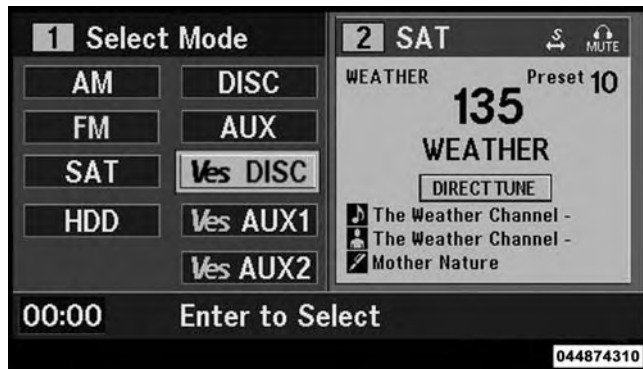 1 Select Mode
AM
DISC
FM
AUX
SAT
Ves DISC
HDD
Ves AUX1
Ves AUX2
2 SAT
S
MUTE
WEATHER
Preset 10
135
WEATHER
DIRECT TUNE
The Weather Channel -
The Weather Channel -
Mother Nature
00:00
Enter to Select
044874310